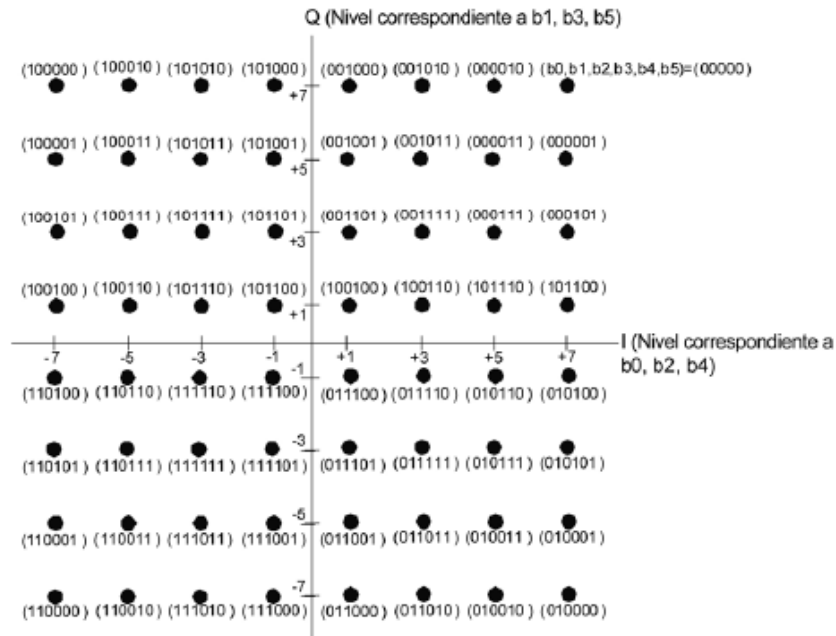 Q (Nivel correspondiente a b1, b3, b5)
(100000) (100010) (101010) (101000) (001000) (001010) (000010) (b0,b1,b2,b3,b4,b5)=(00000)
+7
(100001) (100011) (101011) (101001) (001001) (001011) (000011) (000001)
+5
(100101) (100111) (101111) (101101) (001101) (001111) (000111) (000101)
+3
(100100) (100110) (101110) (101100) (100100) (100110) (101110) (101100)
+1
-7 -5 -3 -1 +1 +3 +5 +7
I (Nivel correspondiente a
b0, b2, b4)
-1
(110100) (110110) (111110) (111100) (011100) (011110) (010110) (010100)
-3
(110101) (110111) (111111) (111101) (011101) (011111) (010111) (010101)
-5
(110001) (110011) (111011) (111001) (011001) (011011) (010011) (010001)
-7
(110000) (110010) (111010) (111000) (011000) (011010) (010010) (010000)